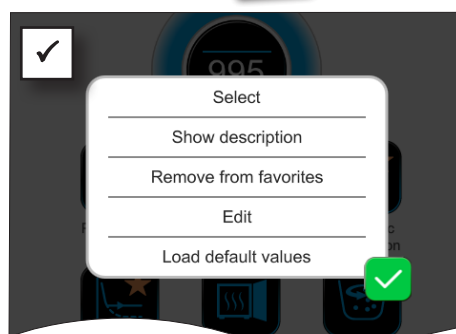 995
Select
Show description
Remove from favorites
Edit
Load default values